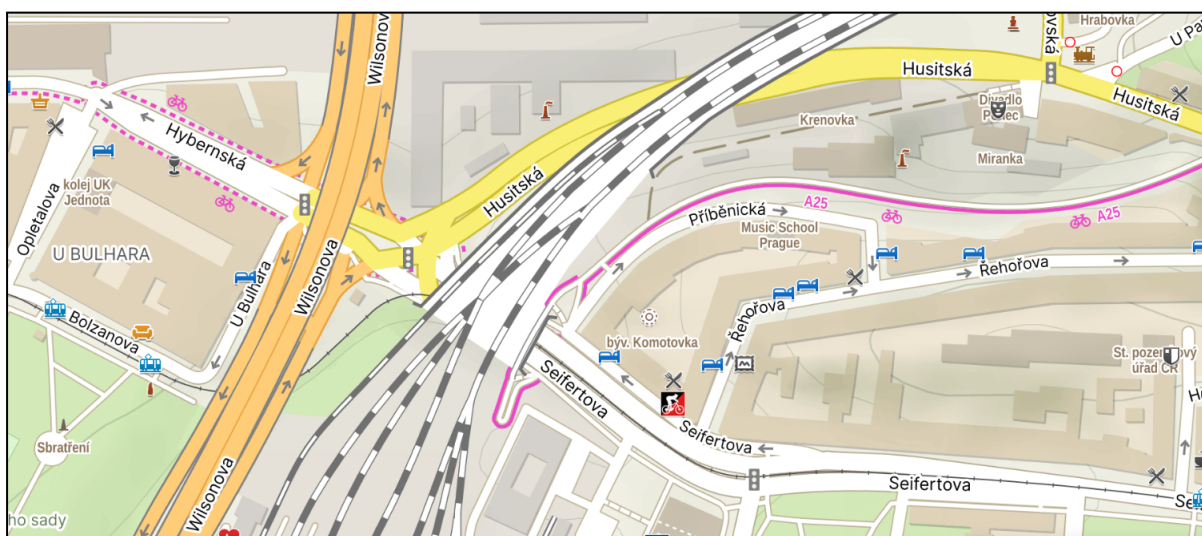 Wilsonova
Wilsonova
ovská
Hrabovka
U Pa
Husitská
Husitská
Divadlo
Ponec
Krenovka
Miranka
Hybernská
kolej UK
Jednota
Opletalova
U BULHARA
Husitská
Příběnická
A25
A25
Music School
Prague
Řehořova
U Bulhara
Wilsonova
Bolzanova
Řehořova
býv. Komotovka
St. pozemkový
úřad ČR
Seifertova
Seifertova
Sbratření
Wilsonova
Seifertova
ho sady